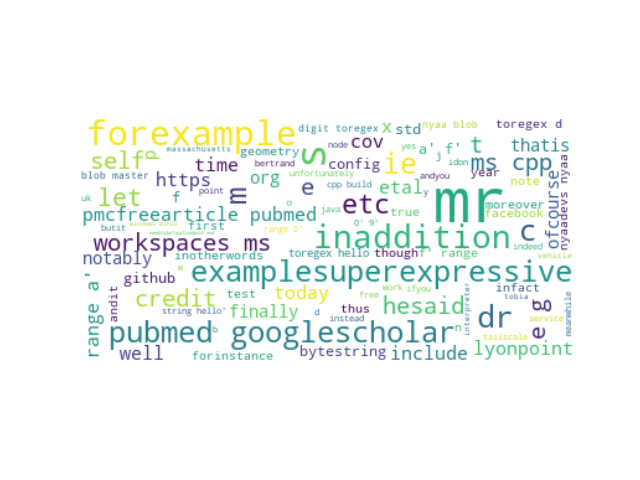 forexample
massachusetts
digit toregex
x
std
nyaa blob
toregex d
self
p
geometry
s
node
cov
yes
a' f'
t
thatis
blob master
time
bertrand
config
ie
j
idon
ms cpp
nyaadevs nyaa
https
org
unfortunately
note
uk
let
f
point
m
e
cpp build
etal
y
andyou
year
ofcourse
pmcfreearticle pubmed
java
etc
true
mr
moreover
facebook
butit
first
o
range 0'
0' 9'
inaddition
c
indeed
workspaces ms
notably
inotherwords
toregex hello
though
f' range
vehicle
range a'
github
examplesuperexpressive
andit
credit
test
today
free
work
ifyou
hesaid
infact
tobia
meanwhile
string hello'
finally
d
thus
instead
n
interpreter
dr
service
e g
pubmed googlescholar
b
tailscale
well
forinstance
bytestring
include
lyonpoint